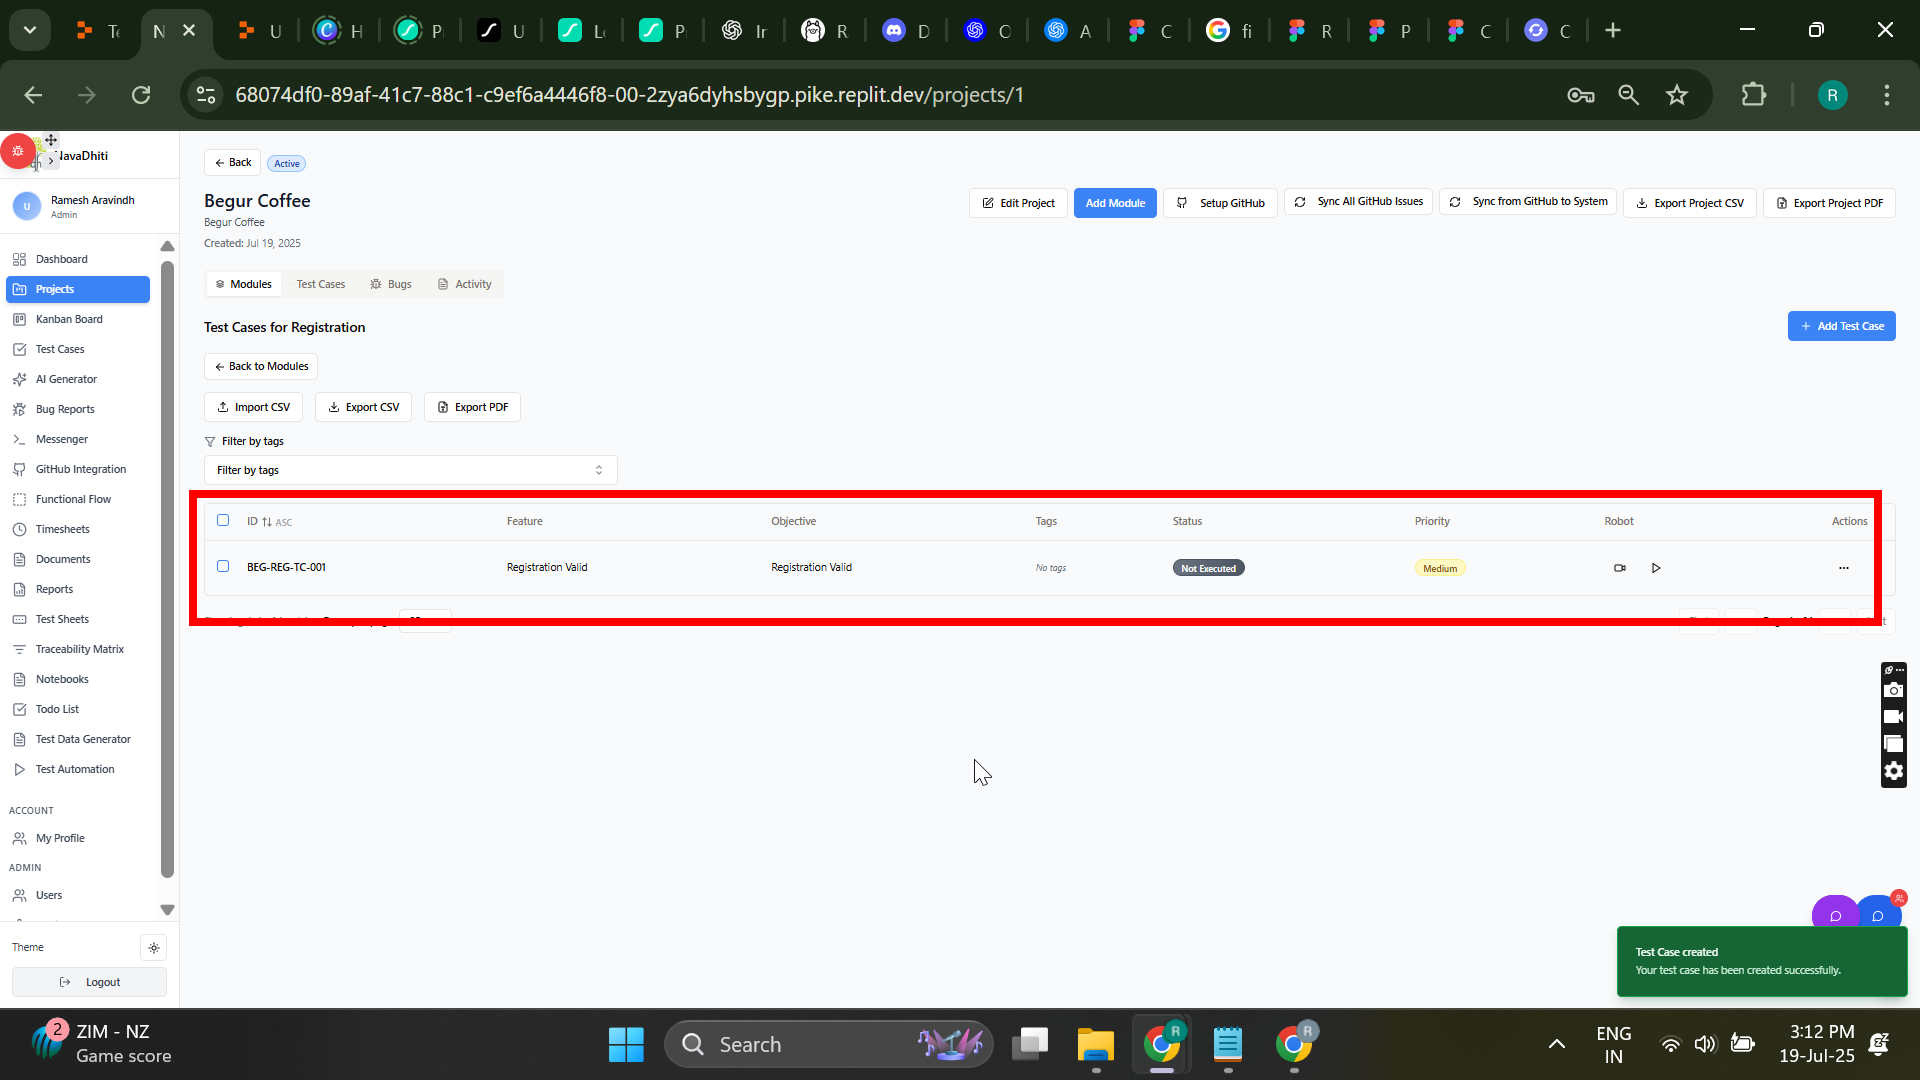 68074df0-89af-41c7-88c1-c9ef6a4446f8-00-2zya6dyhsbygp.pike.replit.dev/projects/1
R
NavaDhiti
U
Ramesh Aravindh
Admin
Dashboard
Projects
Kanban Board
Test Cases
AI Generator
Bug Reports
Messenger
GitHub Integration
Functional Flow
Timesheets
Documents
Reports
Test Sheets
Traceability Matrix
Notebooks
Todo List
Test Data Generator
Test Automation
ACCOUNT
My Profile
ADMIN
Users
Theme
Logout
Back
Active
Begur Coffee
Begur Coffee
Created: Jul 19, 2025
Edit Project
Add Module
Setup GitHub
Sync All GitHub Issues
Sync from GitHub to System
Export Project CSV
Export Project PDF
Modules
Test Cases
Bugs
Activity
Test Cases for Registration
Add Test Case
Back to Modules
Import CSV
Export CSV
Export PDF
Filter by tags
Filter by tags
ID ASC
Feature
Objective
Tags
Status
Priority
Robot
Actions
BEG-REG-TC-001
Registration Valid
Registration Valid
No tags
Not Executed
Medium
Test Case created
Your test case has been created successfully.
2
ZIM - NZ
Game score
Search
R
R
ENG
IN
3:12 PM
19-Jul-25